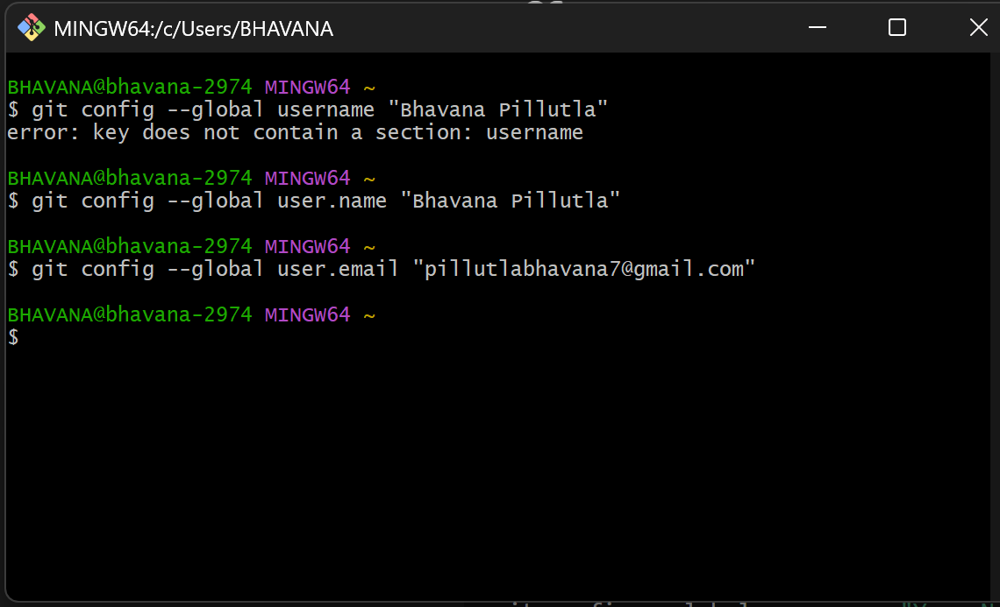 MINGW64:/c/Users/BHAVANA
BHAVANA@bhavana-2974 MINGW64 ~
$ git config --global username "Bhavana Pillutla"
error: key does not contain a section: username
BHAVANA@bhavana-2974 MINGW64 ~
$ git config --global user.name "Bhavana Pillutla"
BHAVANA@bhavana-2974 MINGW64 ~
$ git config --global user.email "pillutlabhavana7@gmail.com"
BHAVANA@bhavana-2974 MINGW64 ~
$